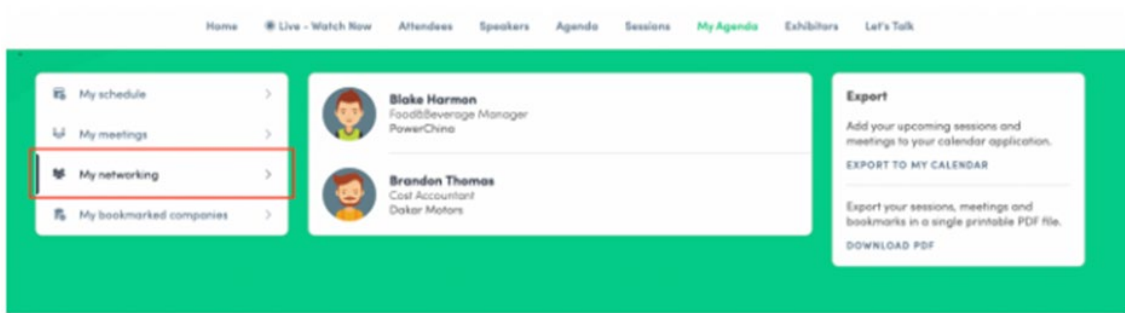 Home Live - Watch Now Attendees Speakers Agenda Sessions My Agenda Exhibitors Let's Talk
My schedule
My meetings
My networking
My bookmarked companies
Blake Harmon
Food&Beverage Manager
PowerChina
Brandon Thomas
Cost Accountant
Dakar Motors
Export
Add your upcoming sessions and
meetings to your calendar application.
EXPORT TO MY CALENDAR
Export your sessions, meetings and
bookmarks in a single printable PDF file.
DOWNLOAD PDF